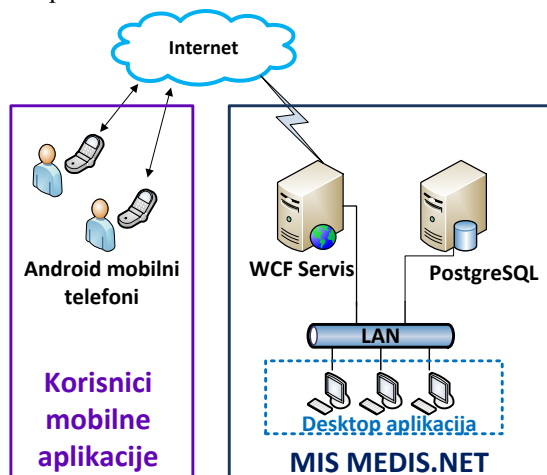 Internet
Android mobilni
telefoni
Korisnici
mobilne
aplikacije
WCF Servis
PostgreSQL
LAN
Desktop aplikacija
MIS MEDIS.NET